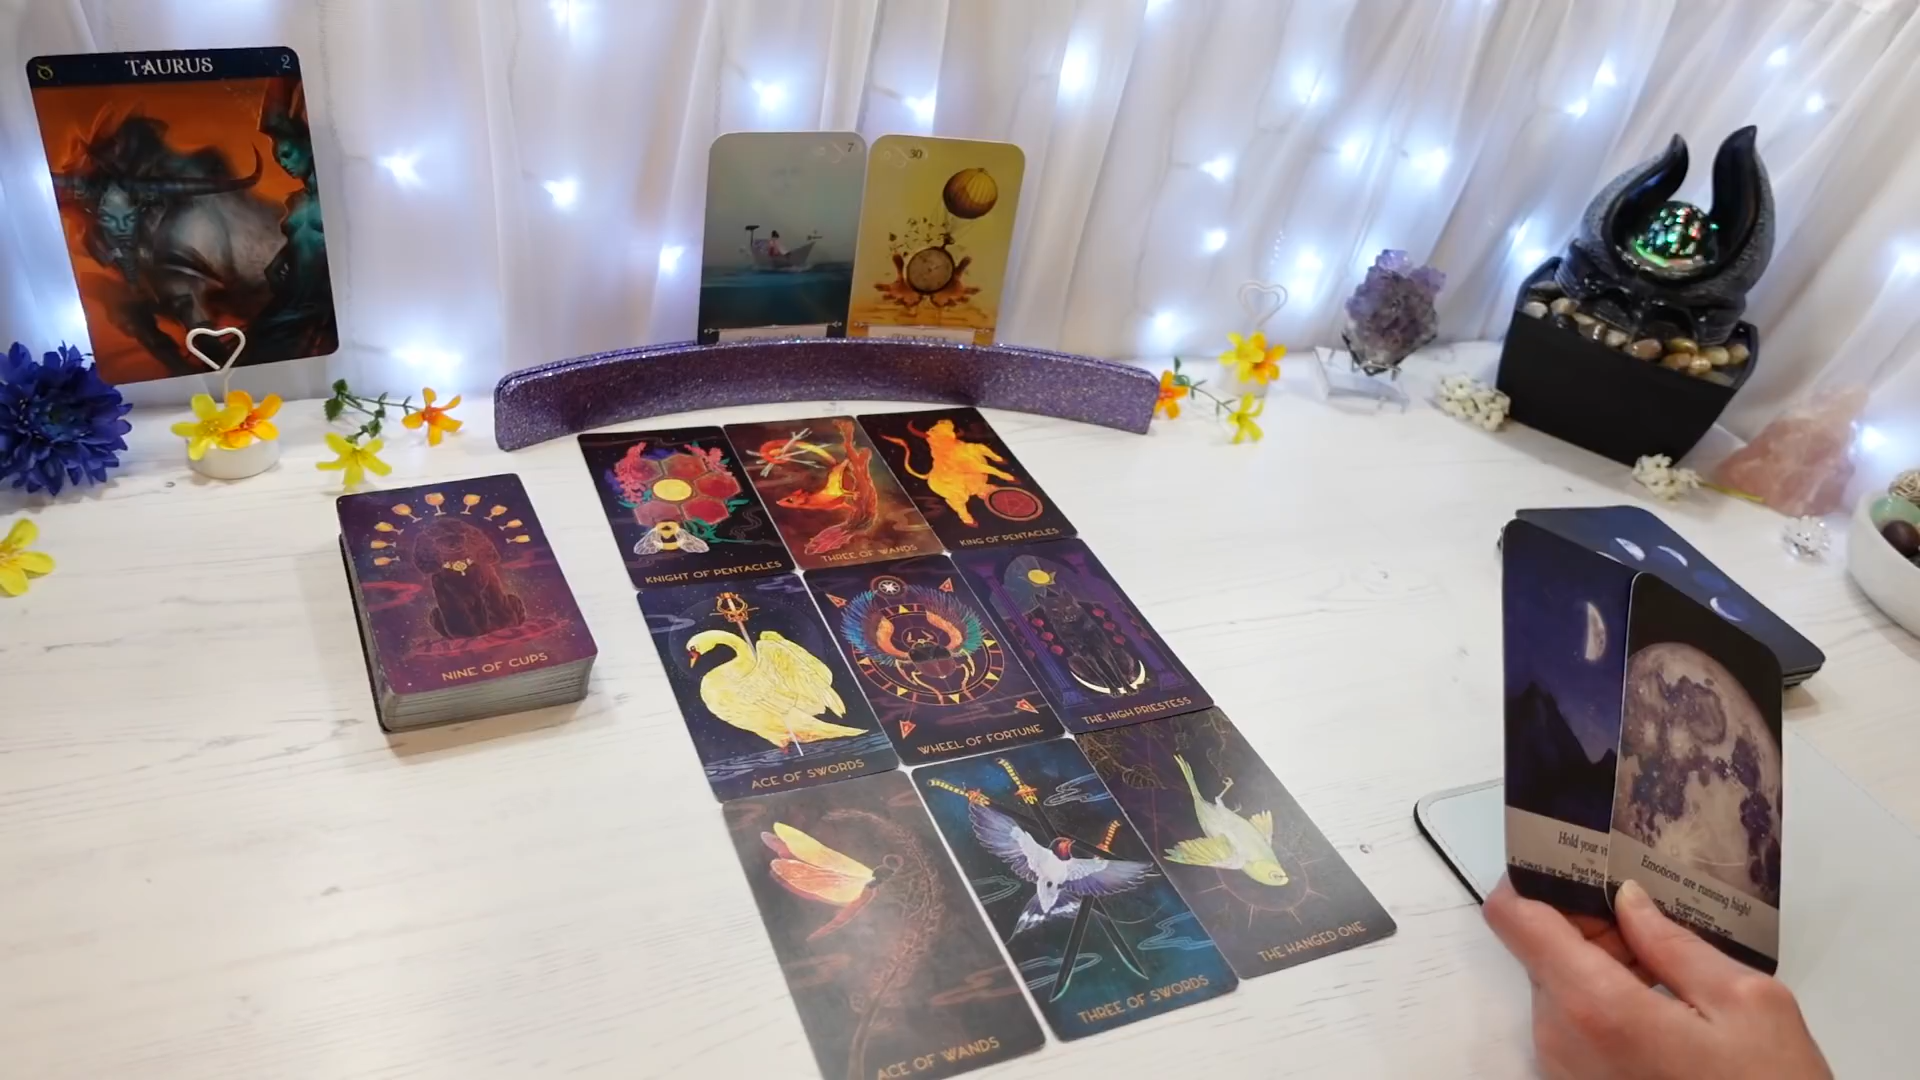 TAURUS
2
7
30
KNIGHT OF PENTACLES
THREE OF WANDS
KING OF PENTACLES
NINE OF CUPS
ACE OF SWORDS
WHEEL OF FORTUNE
THE HIGH PRIESTESS
ACE OF WANDS
THREE OF SWORDS
THE HANGED ONE
Hold your
Fixed
Emotions are running high!
Supermoon